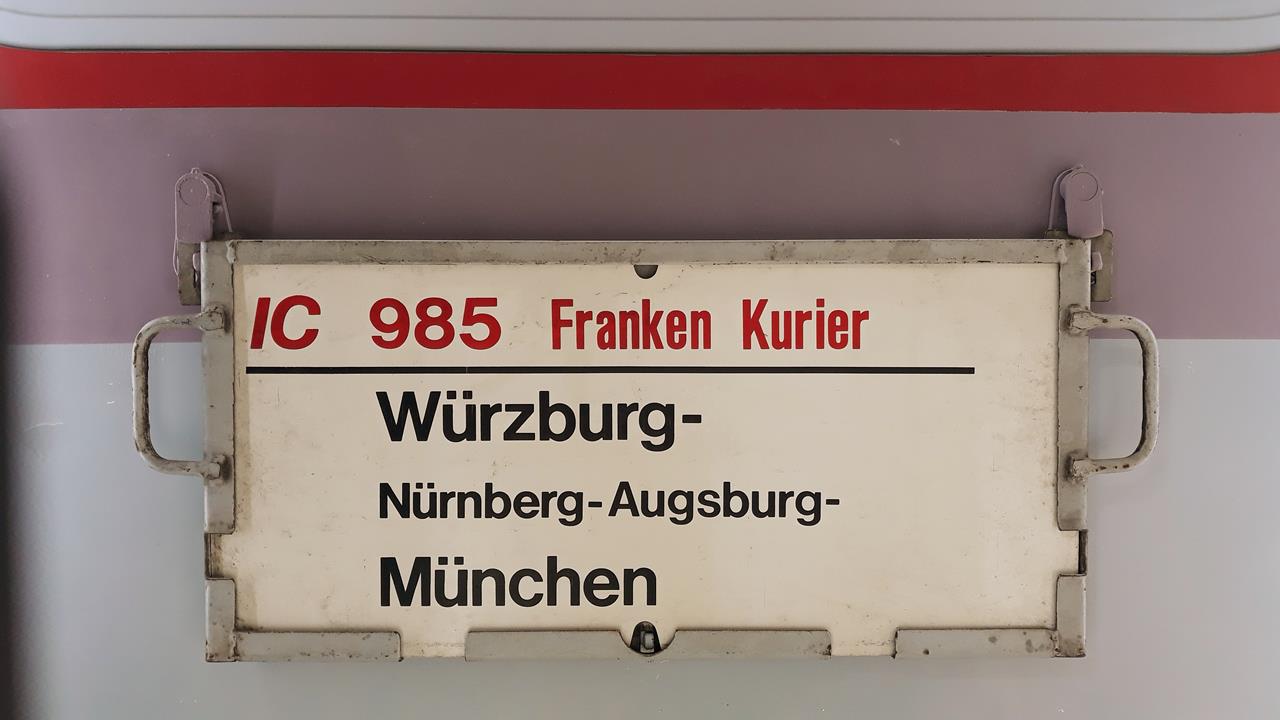 IC 985 Franken Kurier
Würzburg-
Nürnberg-Augsburg-
München